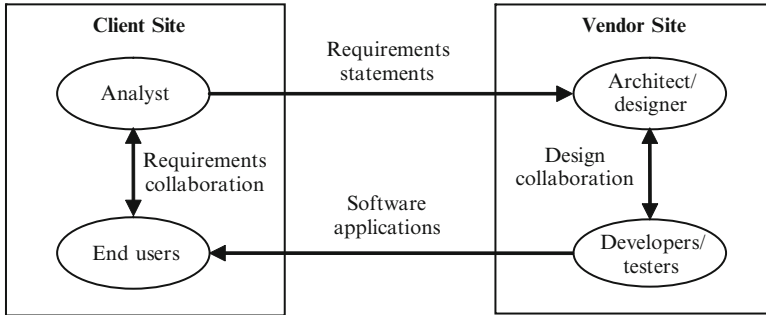 Client Site
Vendor Site
Requirements
statements
Analyst
Architect/
designer
Requirements
collaboration
Design
collaboration
Software
applications
End users
Developers/
testers